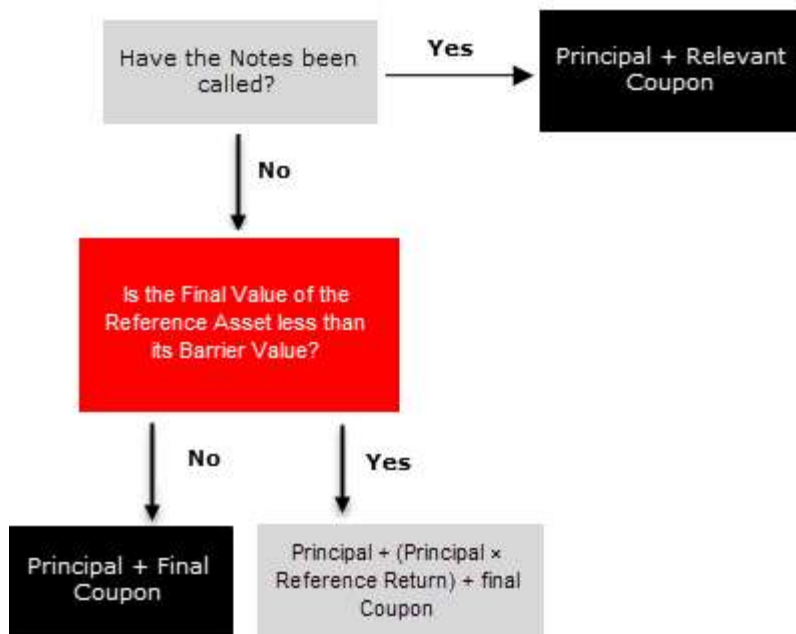 Have the Notes been
called?
Yes
Principal + Relevant
Coupon
No
Is the Final Value of the
Reference Asset less than
its Barrier Value?
No
Yes
Principal + Final
Coupon
Principal + (Principal ×
Reference Return) + final
Coupon